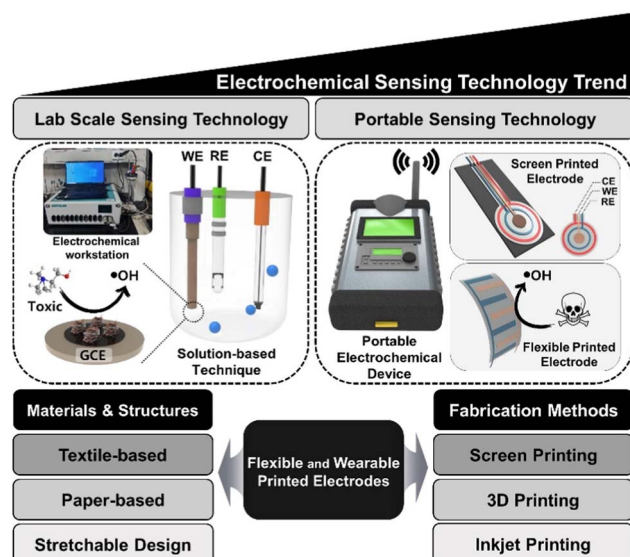 Electrochemical Sensing Technology Trend
Lab Scale Sensing Technology
Portable Sensing Technology
WE RE CE
Electrochemical
workstation
Toxic
●OH
GCE
Solution-based
Technique
Portable
Electrochemical
Device
Screen Printed
Electrode
CE
WE
RE
●OH
Flexible Printed
Electrode
Materials & Structures
Textile-based
Paper-based
Stretchable Design
Flexible and Wearable
Printed Electrodes
Fabrication Methods
Screen Printing
3D Printing
Inkjet Printing